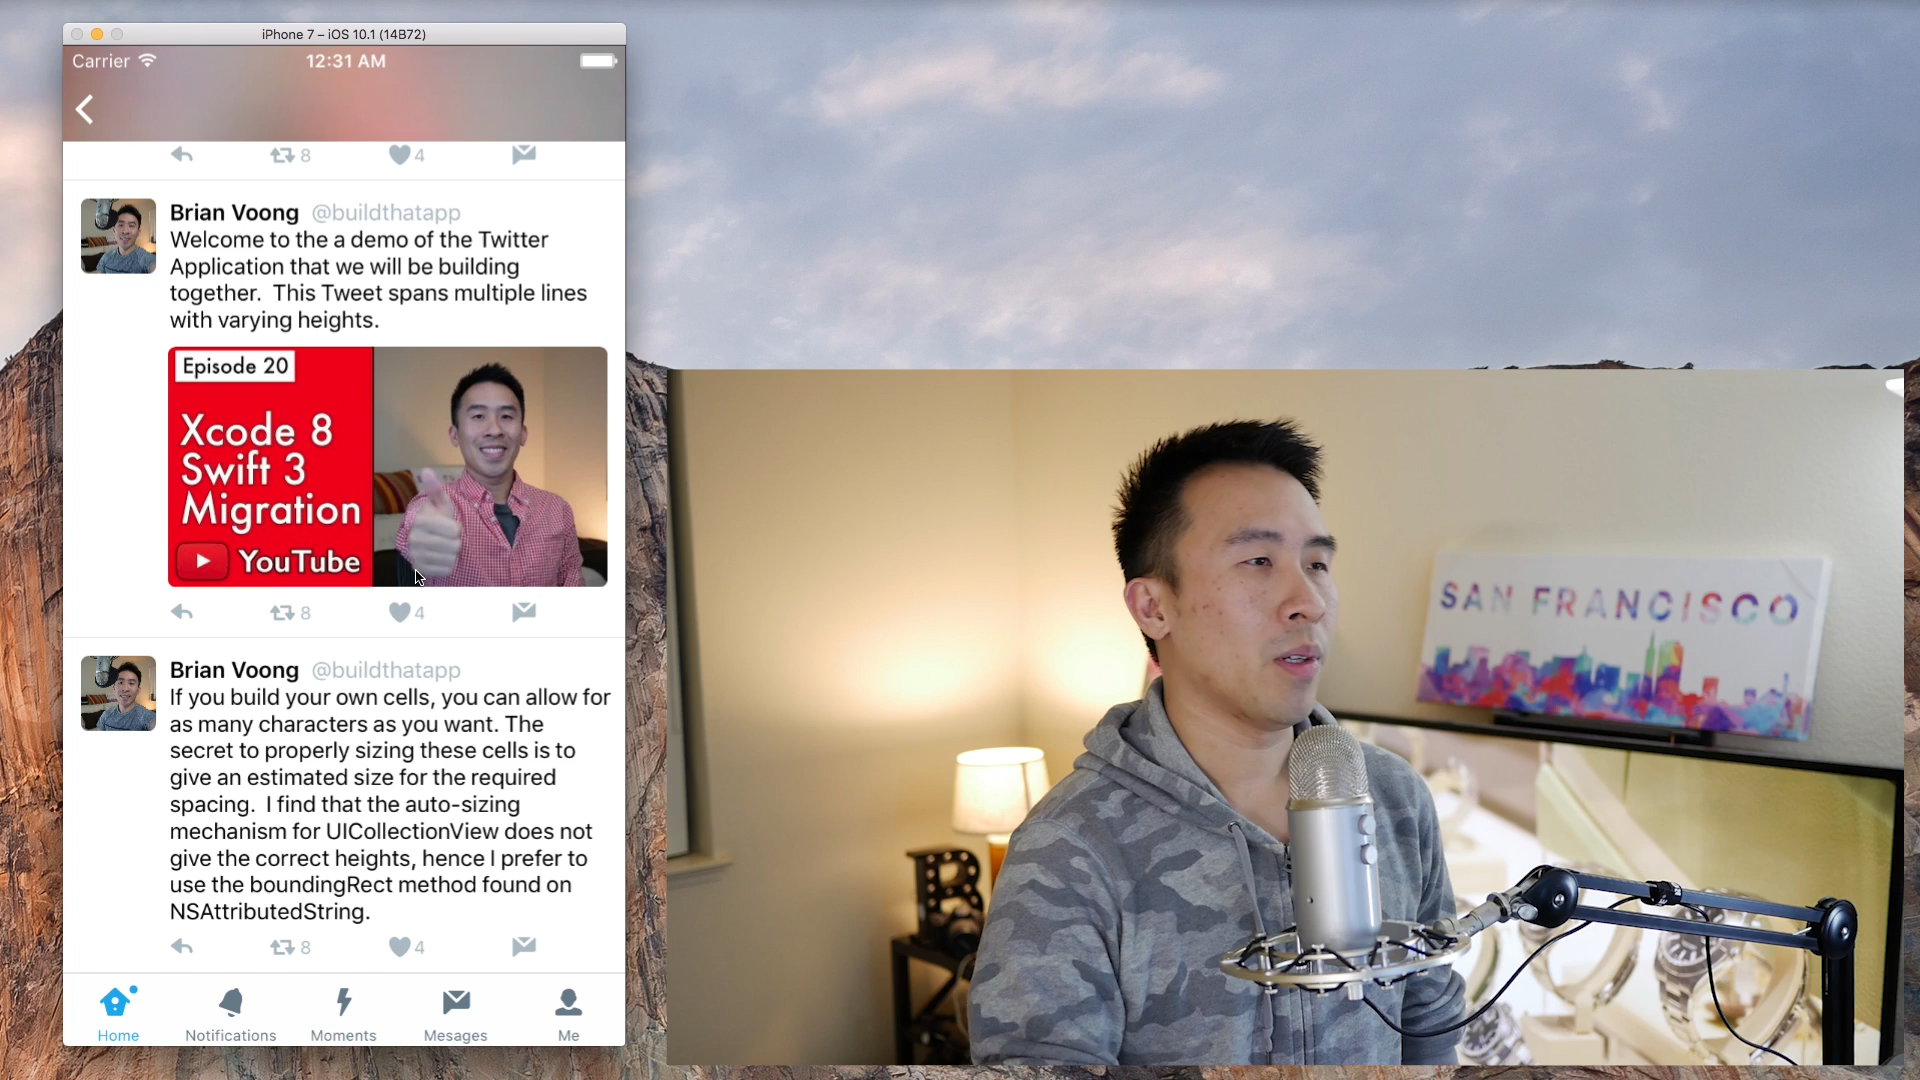 iPhone 7 – iOS 10.1 (14B72)
Carrier
12:31 AM
8
4
Brian Voong @buildthatapp
Welcome to the a demo of the Twitter
Application that we will be building
together. This Tweet spans multiple lines
with varying heights.
Episode 20
Xcode 8
Swift 3
Migration
YouTube
8
4
Brian Voong @buildthatapp
If you build your own cells, you can allow for
as many characters as you want. The
secret to properly sizing these cells is to
give an estimated size for the required
spacing. I find that the auto-sizing
mechanism for UICollectionView does not
give the correct heights, hence I prefer to
use the boundingRect method found on
NSAttributedString.
8
4
Home
Notifications
Moments
Mesages
Me
SAN FRANCISCO
B